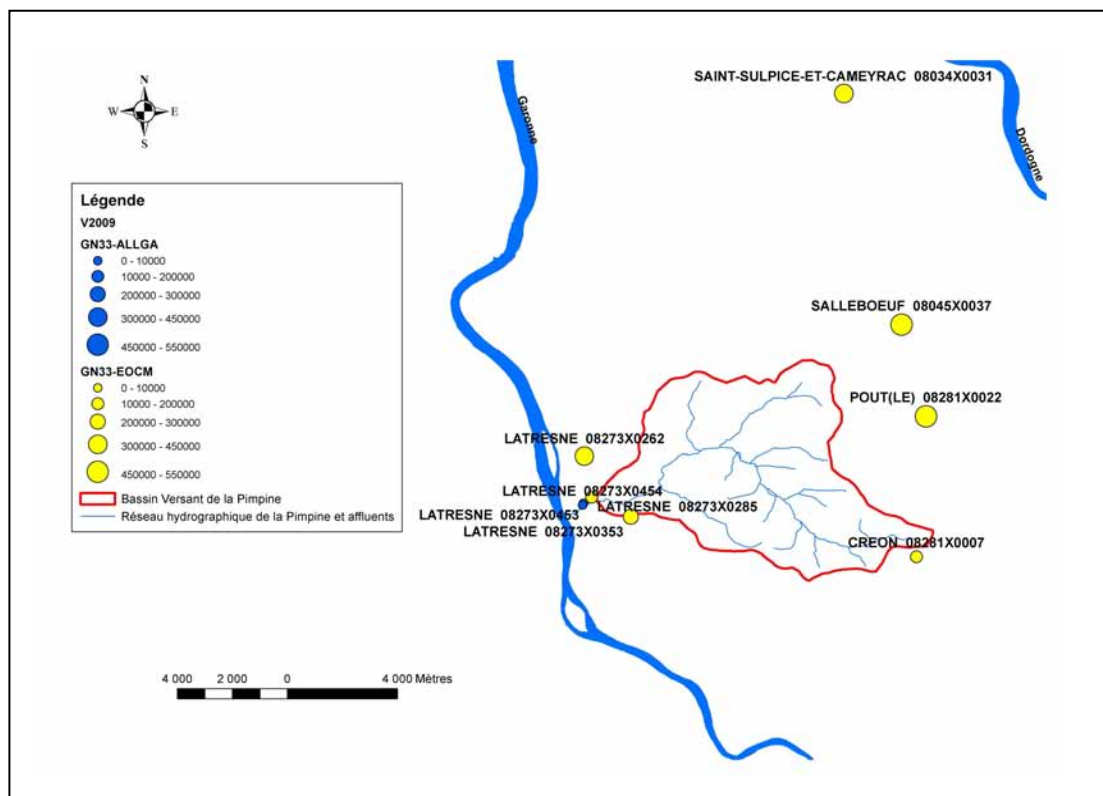 SAINT-SULPICE-ET-CAMEYRAC 08034X0031
N
W E
S
Garonne
Dordogne
Légende
V2009
GN33-ALLGA
0 - 10000
10000 - 200000
200000 - 300000
300000 - 450000
450000 - 550000
GN33-EOCM
0 - 10000
10000 - 200000
200000 - 300000
300000 - 450000
450000 - 550000
Bassin Versant de la Pimpine
Réseau hydrographique de la Pimpine et affluents
SALLEBOEUF 08045X0037
POUT(LE) 08281X0022
LATRESNE 08273X0262
LATRESNE 08273X0454
LATRESNE 08273X0285
LATRESNE 08273X0453
LATRESNE 08273X0353
CREON 08281X0007
4 000 2 000 0 4 000 Mètres